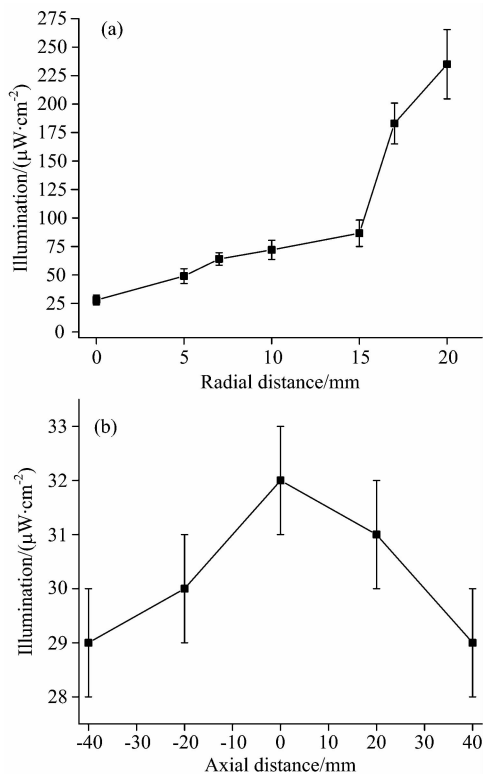 (a)
Illumination/(μW·cm-2)
275
250
225
200
175
150
125
100
75
50
25
0
0 5 10 15 20
Radial distance/mm
(b)
Illumination/(μW·cm-2)
33
32
31
30
29
28
-40 -30 -20 -10 0 10 20 30 40
Axial distance/mm